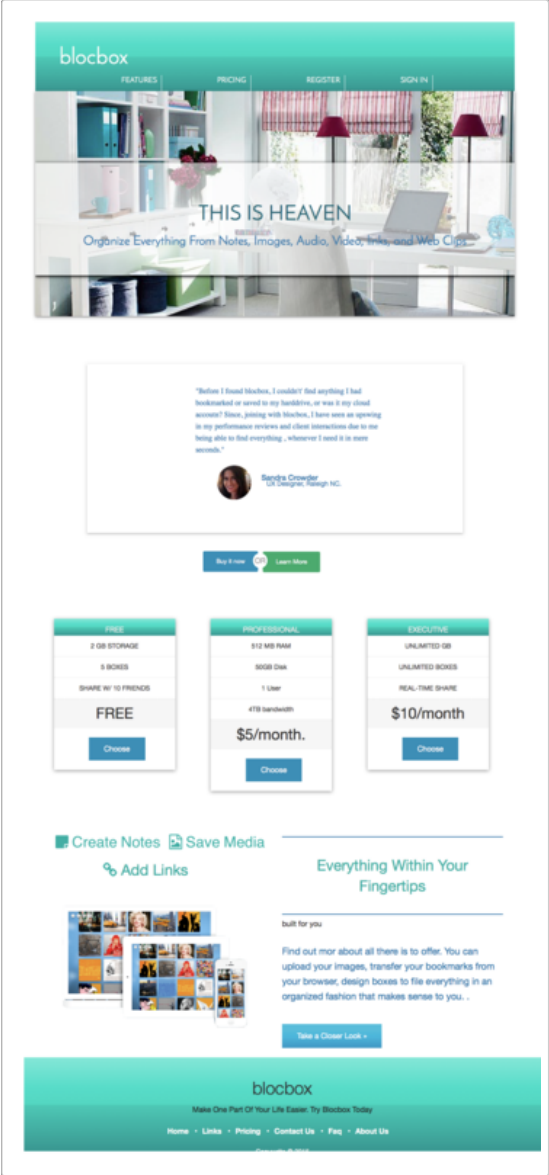 blocbox
FEATURES PRICING REGISTER SIGN IN
THIS IS HEAVEN
Organize Everything From Notes, Images, Audio, Video, links, and Web Clips..
"Before I found blocbox, I couldn't' find anything I had
bookmarked or saved to my harddrive, or was it my cloud
account? Since, joining with blocbox, I have seen an upswing
in my performance reviews and client interactions due to me
being able to find everything , whenever I need it in mere
seconds."
Sandra Crowder
UX Designer, Raleigh NC.
Buy it now OR Learn More
FREE
2 GB STORAGE
5 BOXES
SHARE W/ 10 FRIENDS
FREE
Choose
PROFESSIONAL
512 MB RAM
50GB Disk
1 User
4TB bandwidth
$5/month.
Choose
EXECUTIVE
UNLIMITED GB
UNLIMITED BOXES
REAL-TIME SHARE
$10/month
Choose
Create Notes Save Media
Add Links
Everything Within Your
Fingertips
built for you
Find out mor about all there is to offer. You can
upload your images, transfer your bookmarks from
your browser, design boxes to file everything in an
organized fashion that makes sense to you. .
Take a Closer Look »
blocbox
Make One Part Of Your Life Easier. Try Blocbox Today
Home • Links • Pricing • Contact Us • Faq • About Us